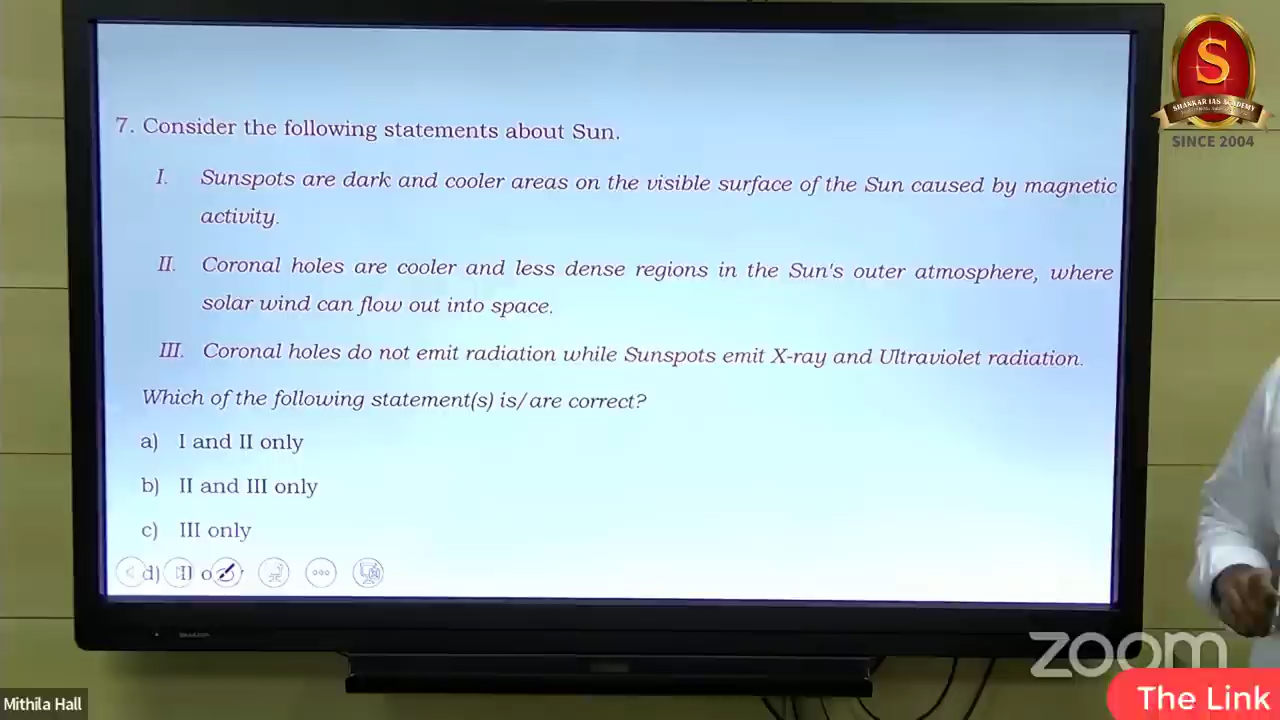 S
SHANKAR IAS ACADEMY
SINCE 2004
7. Consider the following statements about Sun.
I. Sunspots are dark and cooler areas on the visible surface of the Sun caused by magnetic
activity.
II. Coronal holes are cooler and less dense regions in the Sun's outer atmosphere, where
solar wind can flow out into space.
III. Coronal holes do not emit radiation while Sunspots emit X-ray and Ultraviolet radiation.
Which of the following statement(s) is/are correct?
a) I and II only
b) II and III only
c) III only
d)
zoom
Mithila Hall
The Link